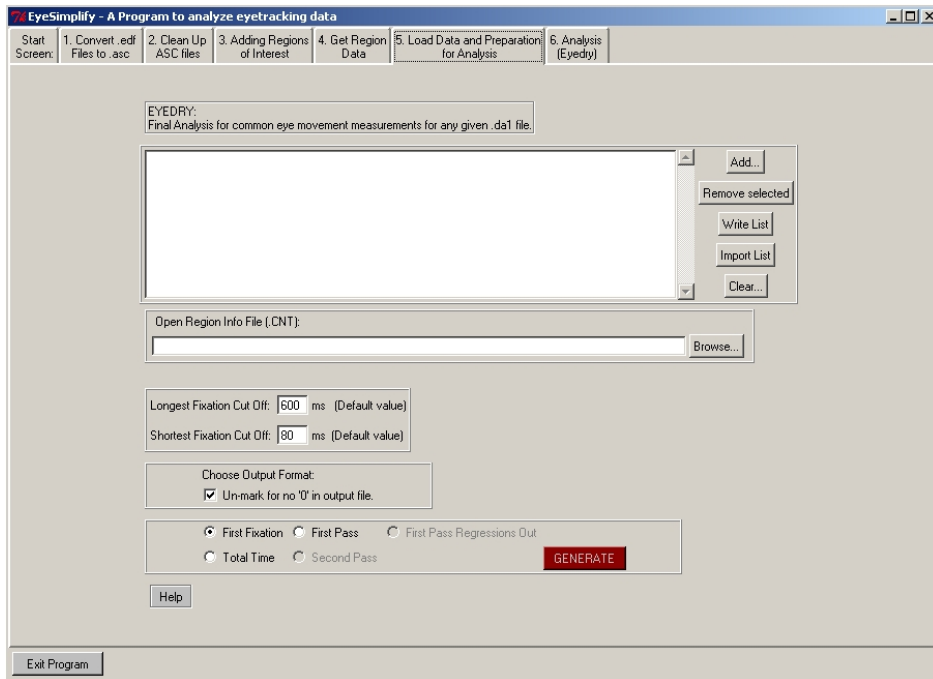 EyeSimplify - A Program to analyze eyetracking data
Start Screen:
1. Convert .edf Files to .asc
2. Clean Up ASC files
3. Adding Regions of Interest
4. Get Region Data
5. Load Data and Preparation for Analysis
6. Analysis (Eyedry)
EYEDRY:
Final Analysis for common eye movement measurements for any given .da1 file.
Add...
Remove selected
Write List
Import List
Clear...
Open Region Info File (.CNT):
Browse...
Longest Fixation Cut Off: 600 ms (Default value)
Shortest Fixation Cut Off: 80 ms (Default value)
Choose Output Format:
Un-mark for no '0' in output file.
First Fixation First Pass First Pass Regressions Out
Total Time Second Pass GENERATE
Help
Exit Program